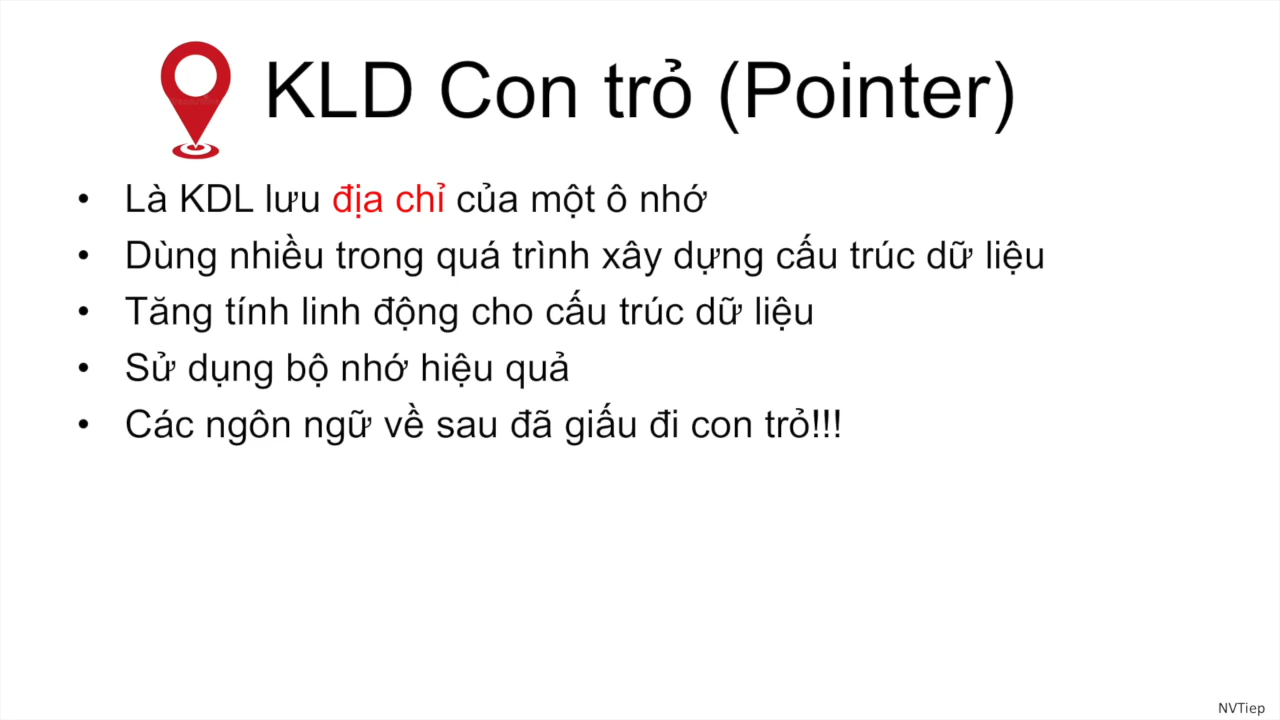 KLD Con trỏ (Pointer)
• Là KDL lưu địa chỉ của một ô nhớ
• Dùng nhiều trong quá trình xây dựng cấu trúc dữ liệu
• Tăng tính linh động cho cấu trúc dữ liệu
• Sử dụng bộ nhớ hiệu quả
• Các ngôn ngữ về sau đã giấu đi con trỏ!!!
NVTiep